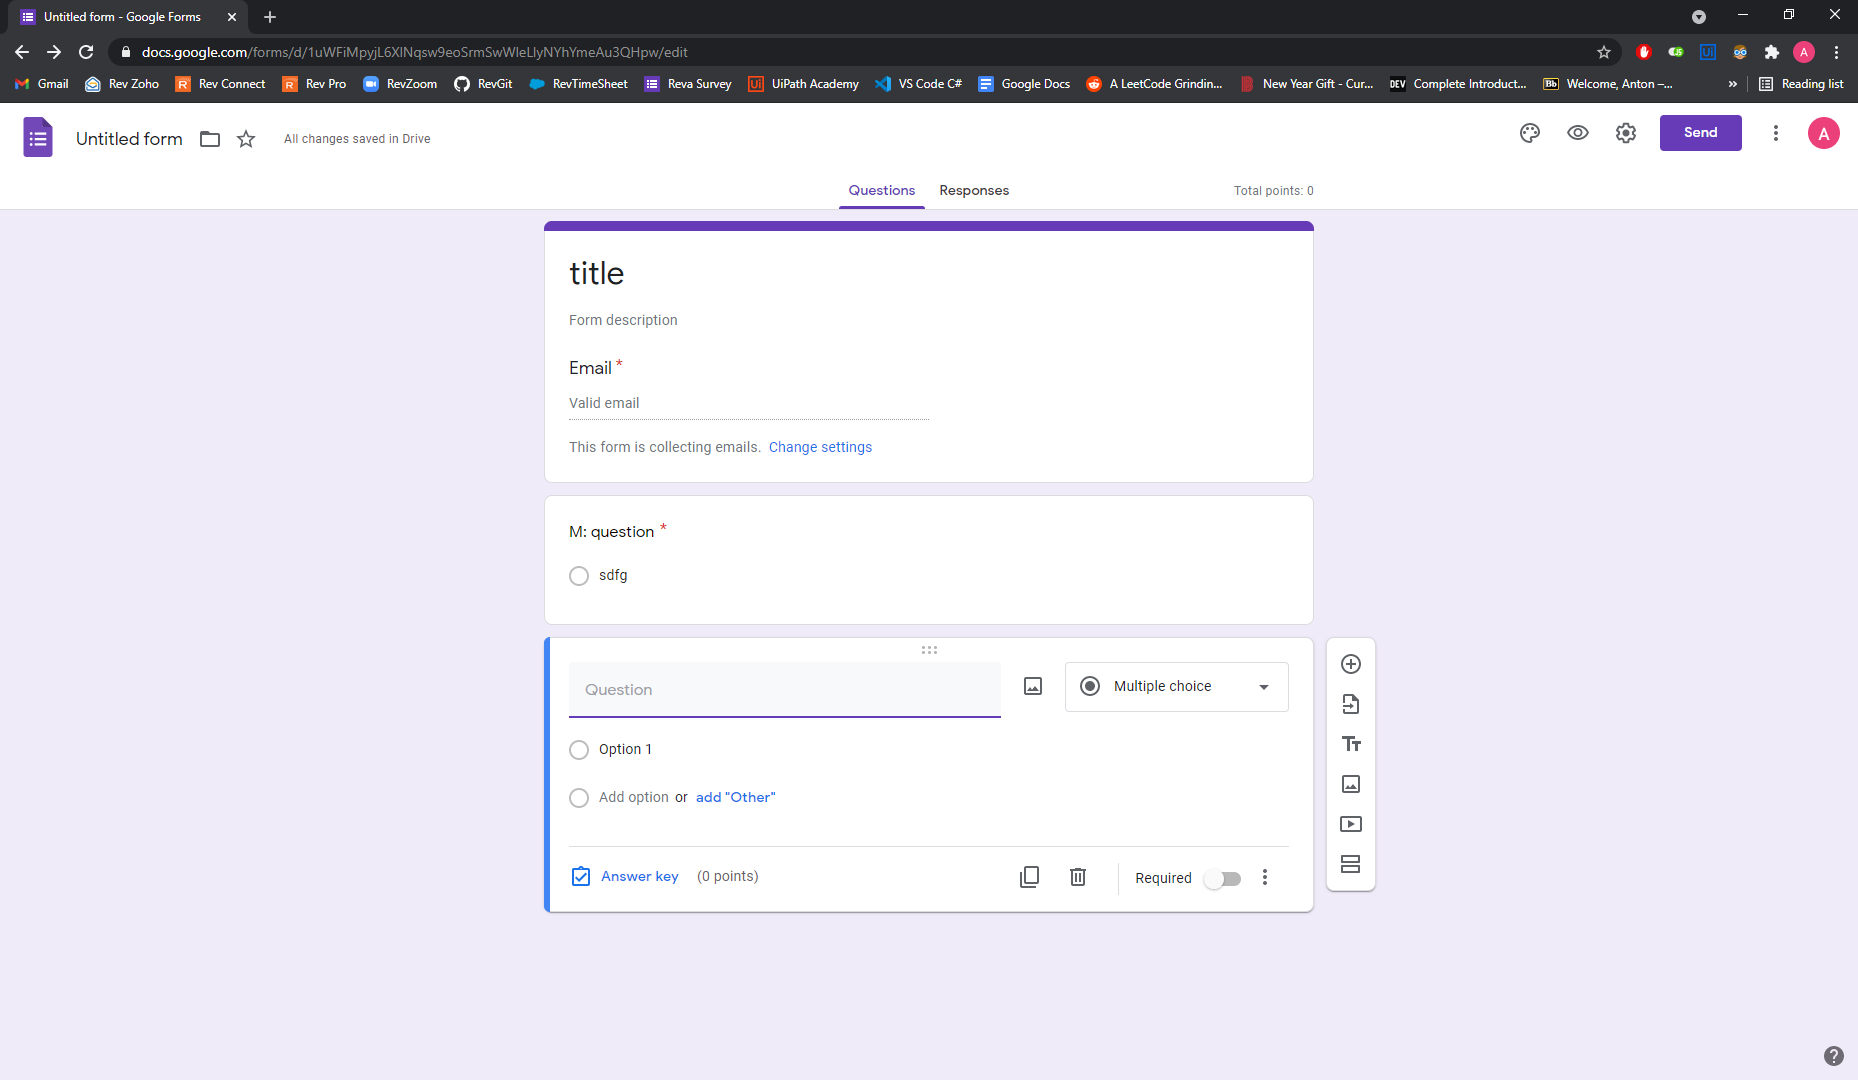 Untitled form - Google Forms
docs.google.com/forms/d/1uWFiMpyjL6XlNqsw9eoSrmSwWIeLIyNYhYmeAu3QHpw/edit
Gmail Rev Zoho Rev Connect Rev Pro RevZoom RevGit RevTimeSheet Reva Survey UiPath Academy VS Code C# Google Docs A LeetCode Grindin... New Year Gift - Cur... Complete Introduct... Welcome, Anton –... » Reading list
Untitled form All changes saved in Drive Send A
Questions Responses Total points: 0
title
Form description
Email *
Valid email
This form is collecting emails. Change settings
M: question *
sdfg
Question Multiple choice
Option 1
Add option or add "Other"
Answer key (0 points) Required